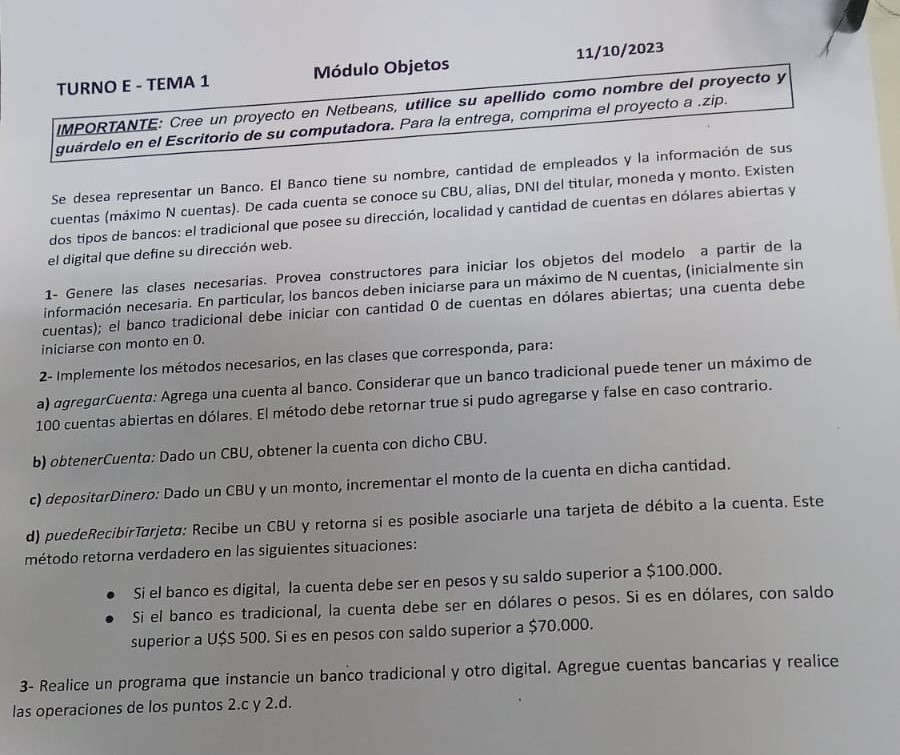 TURNO E - TEMA 1 Módulo Objetos 11/10/2023
IMPORTANTE: Cree un proyecto en Netbeans, utilice su apellido como nombre del proyecto y
guárdelo en el Escritorio de su computadora. Para la entrega, comprima el proyecto a .zip.
Se desea representar un Banco. El Banco tiene su nombre, cantidad de empleados y la información de sus
cuentas (máximo N cuentas). De cada cuenta se conoce su CBU, alias, DNI del titular, moneda y monto. Existen
dos tipos de bancos: el tradicional que posee su dirección, localidad y cantidad de cuentas en dólares abiertas y
el digital que define su dirección web.
1- Genere las clases necesarias. Provea constructores para iniciar los objetos del modelo a partir de la
información necesaria. En particular, los bancos deben iniciarse para un máximo de N cuentas, (inicialmente sin
cuentas); el banco tradicional debe iniciar con cantidad 0 de cuentas en dólares abiertas; una cuenta debe
iniciarse con monto en 0.
2- Implemente los métodos necesarios, en las clases que corresponda, para:
a) agregarCuenta: Agrega una cuenta al banco. Considerar que un banco tradicional puede tener un máximo de
100 cuentas abiertas en dólares. El método debe retornar true si pudo agregarse y false en caso contrario.
b) obtenerCuenta: Dado un CBU, obtener la cuenta con dicho CBU.
c) depositarDinero: Dado un CBU y un monto, incrementar el monto de la cuenta en dicha cantidad.
d) puedeRecibirTarjeta: Recibe un CBU y retorna si es posible asociarle una tarjeta de débito a la cuenta. Este
método retorna verdadero en las siguientes situaciones:
• Si el banco es digital, la cuenta debe ser en pesos y su saldo superior a $100.000.
• Si el banco es tradicional, la cuenta debe ser en dólares o pesos. Si es en dólares, con saldo
superior a U$S 500. Si es en pesos con saldo superior a $70.000.
3- Realice un programa que instancie un banco tradicional y otro digital. Agregue cuentas bancarias y realice
las operaciones de los puntos 2.c y 2.d.